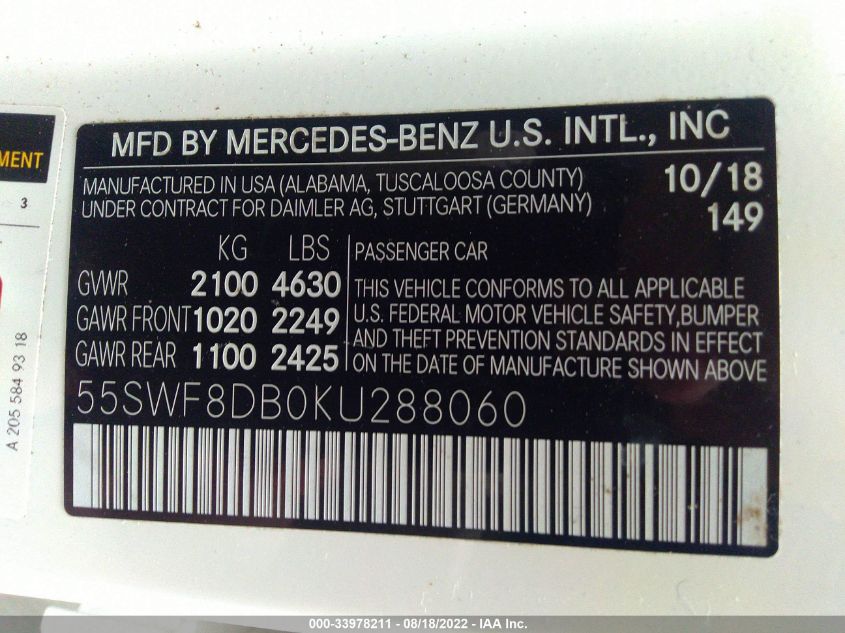 MFD BY MERCEDES-BENZ U.S. INTL., INC
MANUFACTURED IN USA (ALABAMA, TUSCALOOSA COUNTY) 10/18
UNDER CONTRACT FOR DAIMLER AG, STUTTGART (GERMANY) 149
KG LBS
GVWR 2100 4630
GAWR FRONT 1020 2249
GAWR REAR 1100 2425
PASSENGER CAR
THIS VEHICLE CONFORMS TO ALL APPLICABLE
U.S. FEDERAL MOTOR VEHICLE SAFETY,BUMPER
AND THEFT PREVENTION STANDARDS IN EFFECT
ON THE DATE OF MANUFACTURE SHOWN ABOVE
55SWF8DB0KU288060
MENT
3
A 205 584 93 18
000-33978211 - 08/18/2022 - IAA Inc.